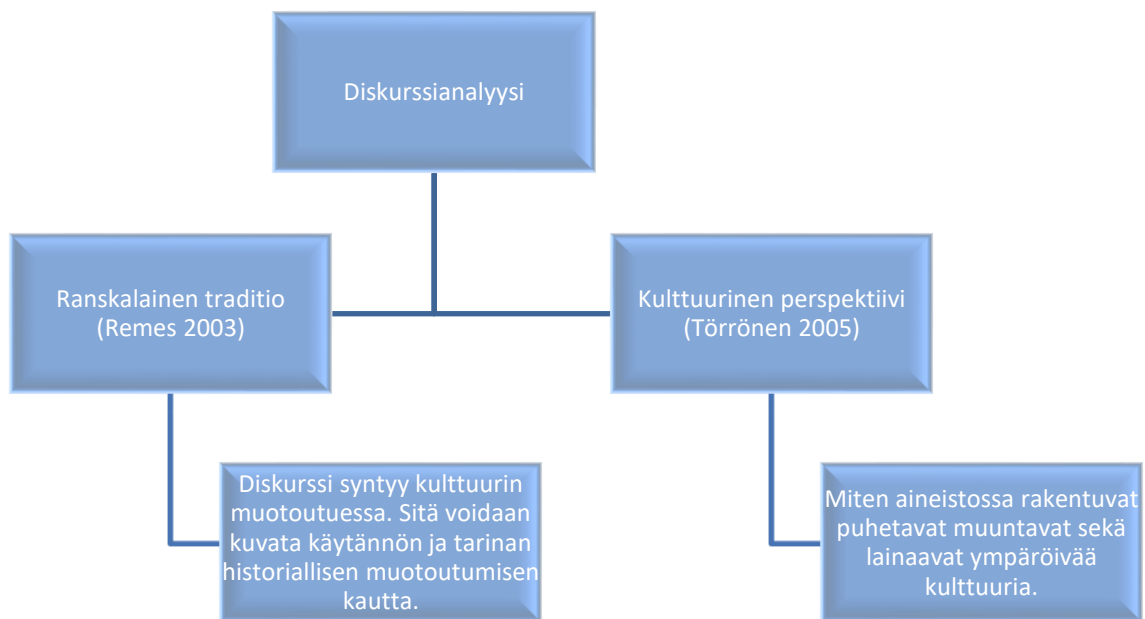 Diskurssianalyysi
Ranskalainen traditio
(Remes 2003)
Kulttuurinen perspektiivi
(Törrönen 2005)
Diskurssi syntyy kulttuurin
muotoutuessa. Sitä voidaan
kuvata käytännön ja tarinan
historiallisen muotoutumisen
kautta.
Miten aineistossa rakentuvat
puhetavat muuntavat sekä
lainaavat ympäröivää
kulttuuria.